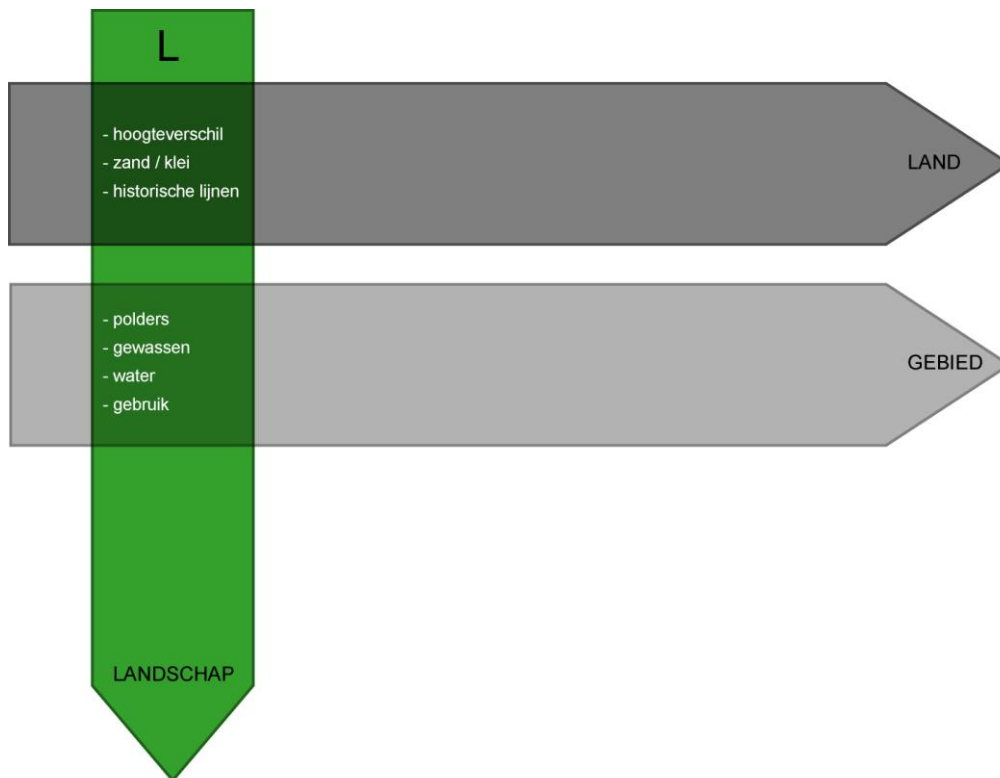 L
- hoogteverschil
- zand / klei
- historische lijnen
LAND
- polders
- gewassen
- water
- gebruik
GEBIED
LANDSCHAP